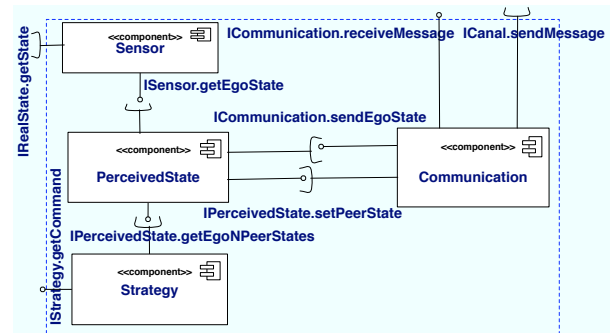 <<component>>
Sensor
ICommunication.receiveMessage
ICanal.sendMessage
IRealState.getState
ISensor.getEgoState
ICommunication.sendEgoState
<<component>>
PerceivedState
<<component>>
Communication
IPerceivedState.setPeerState
IPerceivedState.getEgoNPeerStates
IStrategy.getCommand
<<component>>
Strategy